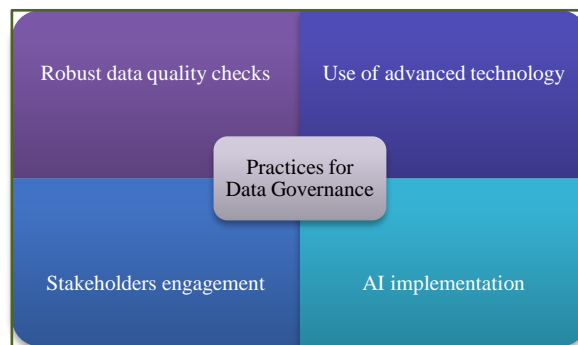 Robust data quality checks
Use of advanced technology
Practices for
Data Governance
Stakeholders engagement
AI implementation